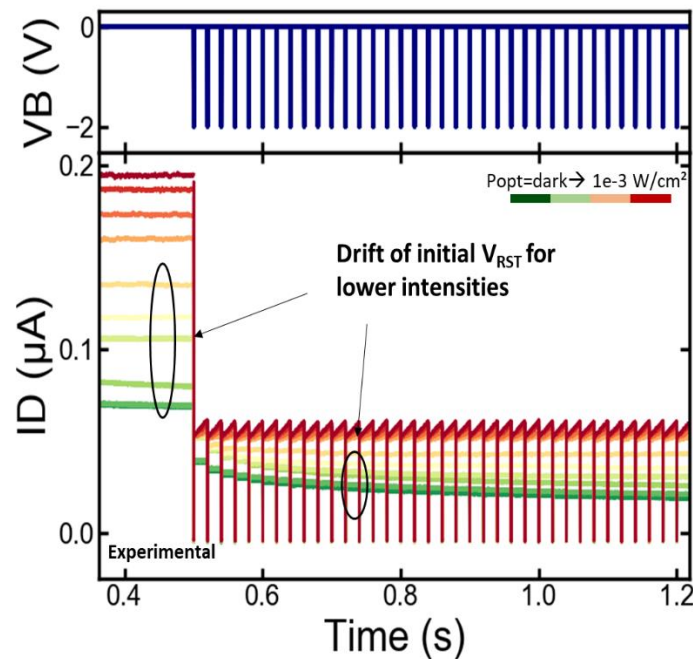 VB (V)
0
−2
0.2
Popt=dark→ 1e-3 W/cm²
Drift of initial V_RST for
lower intensities
ID (μA)
0.1
0.0
Experimental
0.4 0.6 0.8 1.0 1.2
Time (s)